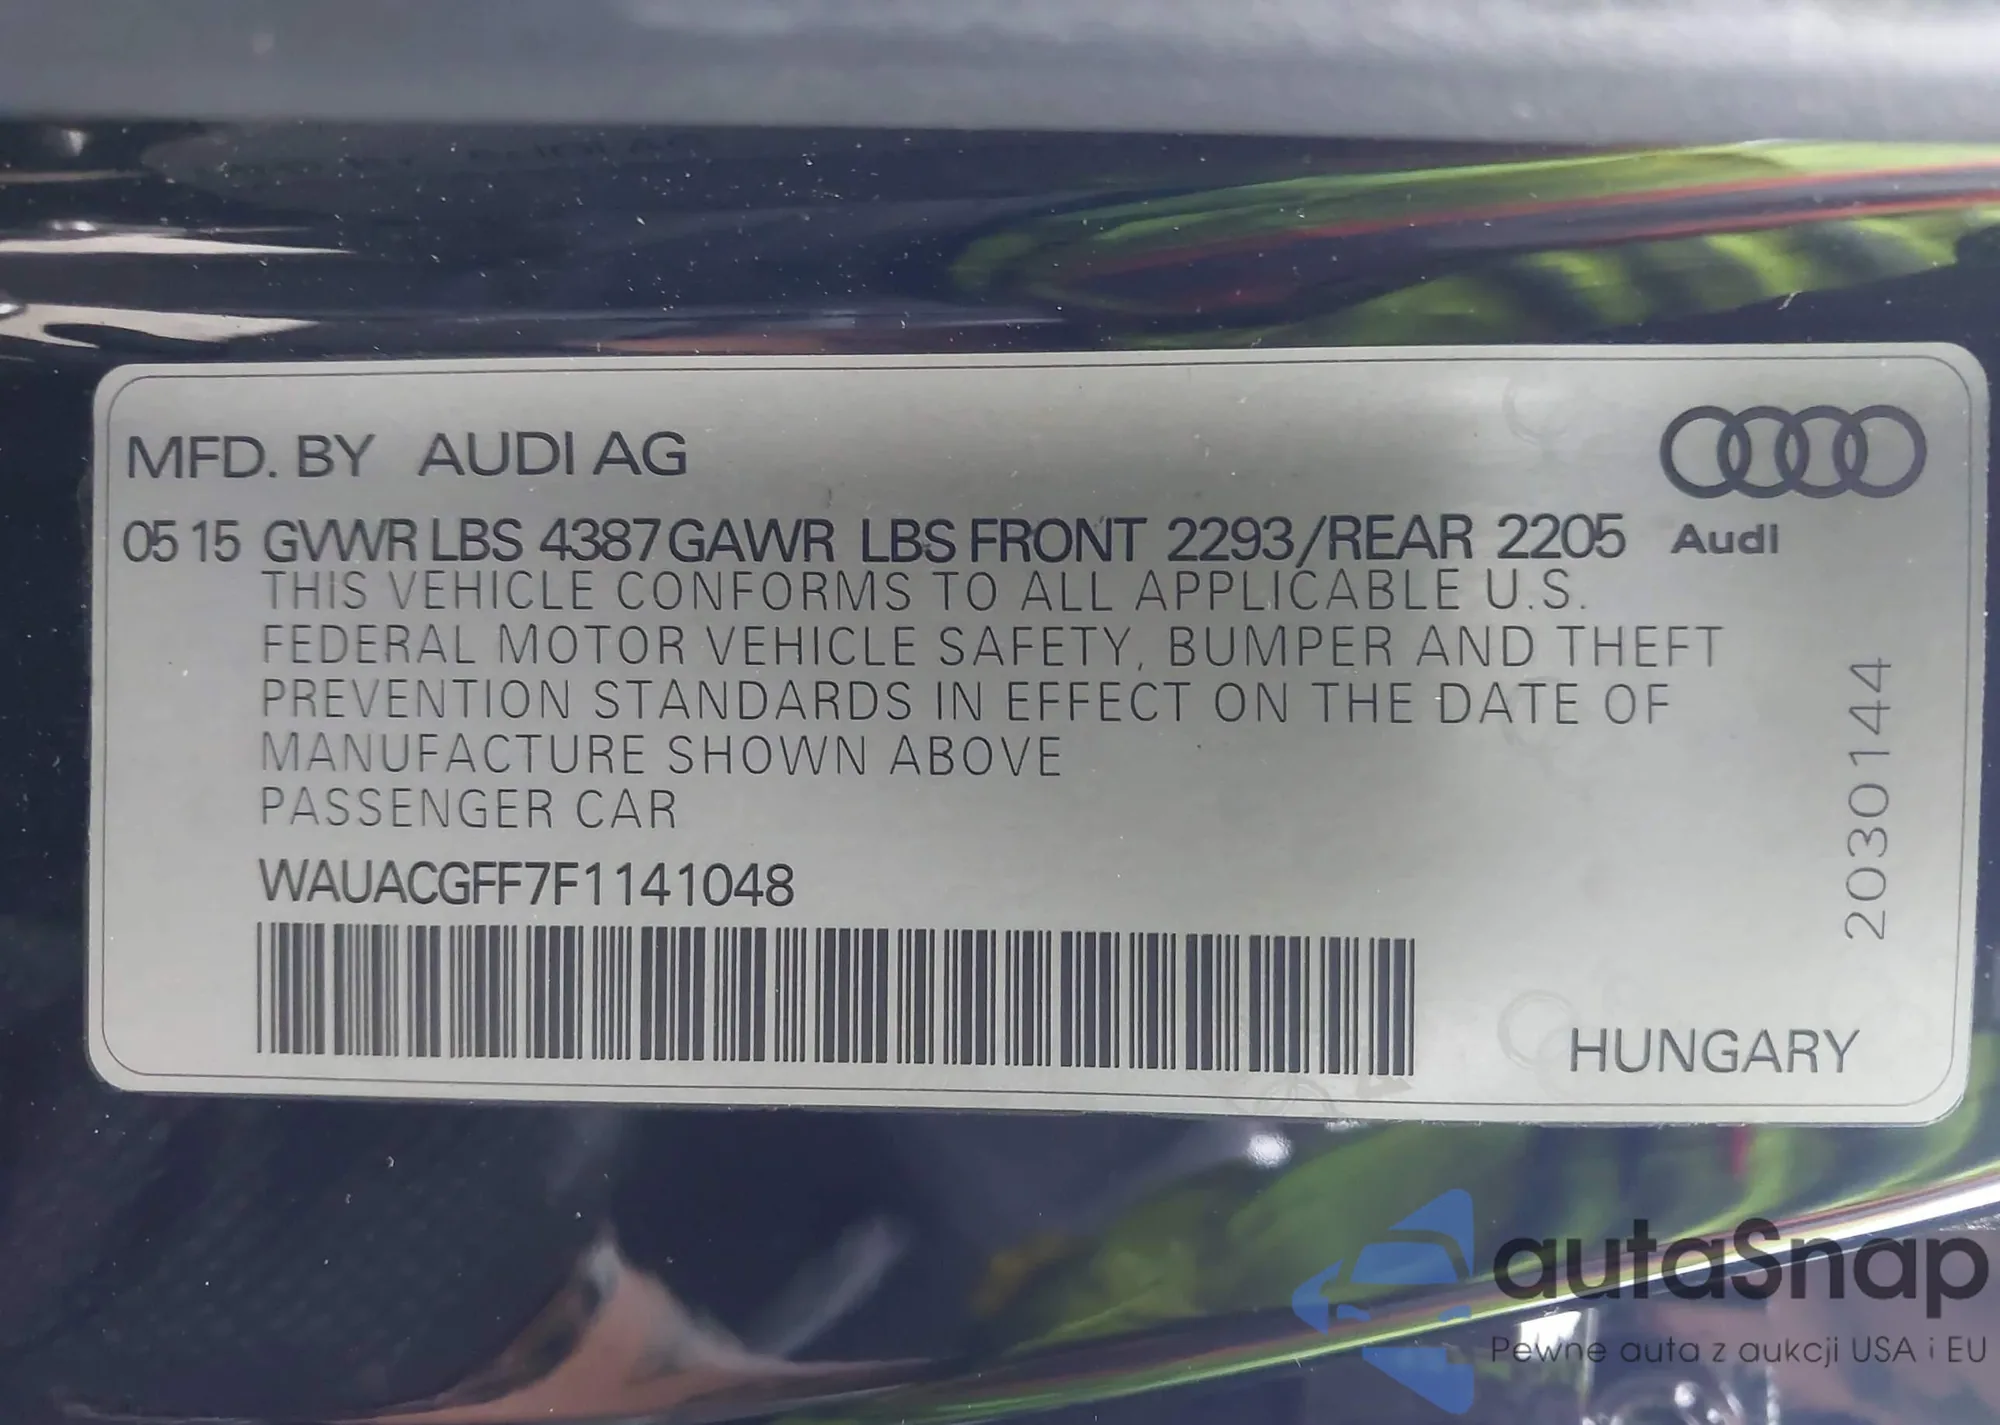 MFD. BY AUDI AG
05 15 GVWR LBS 4387 GAWR LBS FRONT 2293/REAR 2205
Audi
THIS VEHICLE CONFORMS TO ALL APPLICABLE U.S.
FEDERAL MOTOR VEHICLE SAFETY, BUMPER AND THEFT
PREVENTION STANDARDS IN EFFECT ON THE DATE OF
MANUFACTURE SHOWN ABOVE
PASSENGER CAR
WAUACGFF7F1141048
2030144
HUNGARY
autaSnap
Pewne auta z aukcji USA i EU